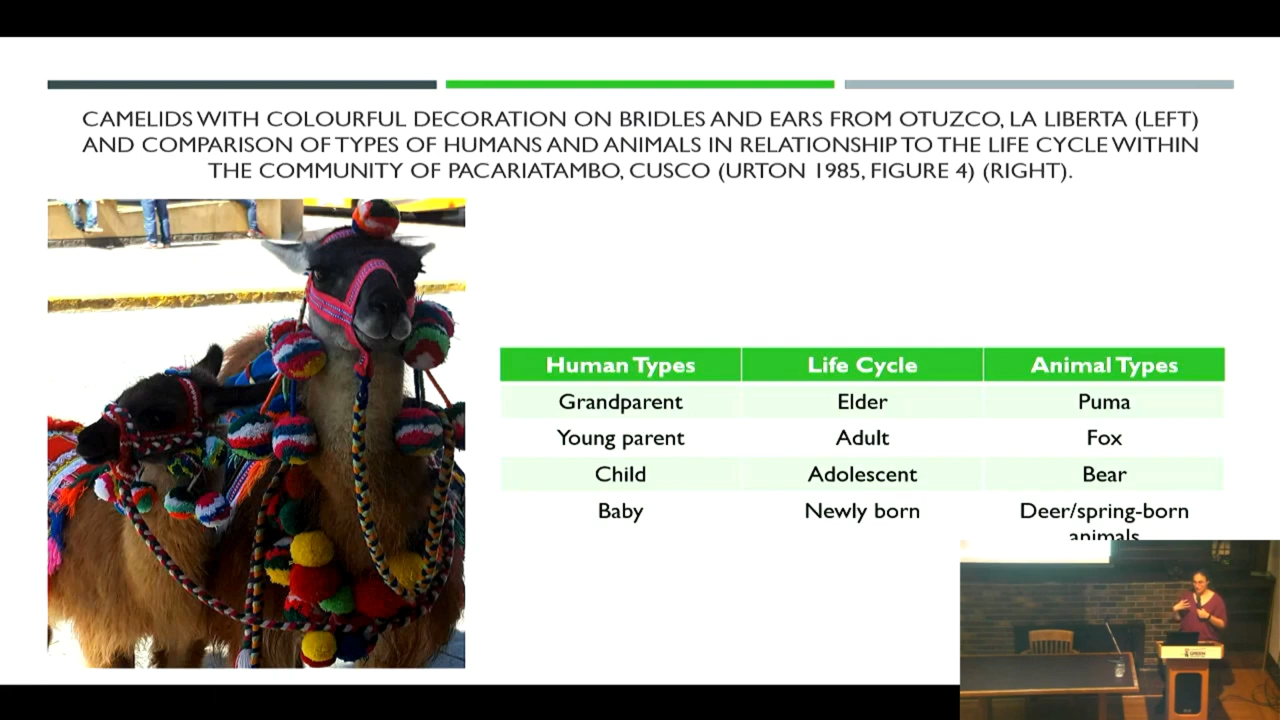 CAMELIDS WITH COLOURFUL DECORATION ON BRIDLES AND EARS FROM OTUZCO, LA LIBERTA (LEFT)
AND COMPARISON OF TYPES OF HUMANS AND ANIMALS IN RELATIONSHIP TO THE LIFE CYCLE WITHIN
THE COMMUNITY OF PACARIATAMBO, CUSCO (URTON 1985, FIGURE 4) (RIGHT).
Human Types Life Cycle Animal Types
Grandparent Elder Puma
Young parent Adult Fox
Child Adolescent Bear
Baby Newly born Deer/spring-born
animals